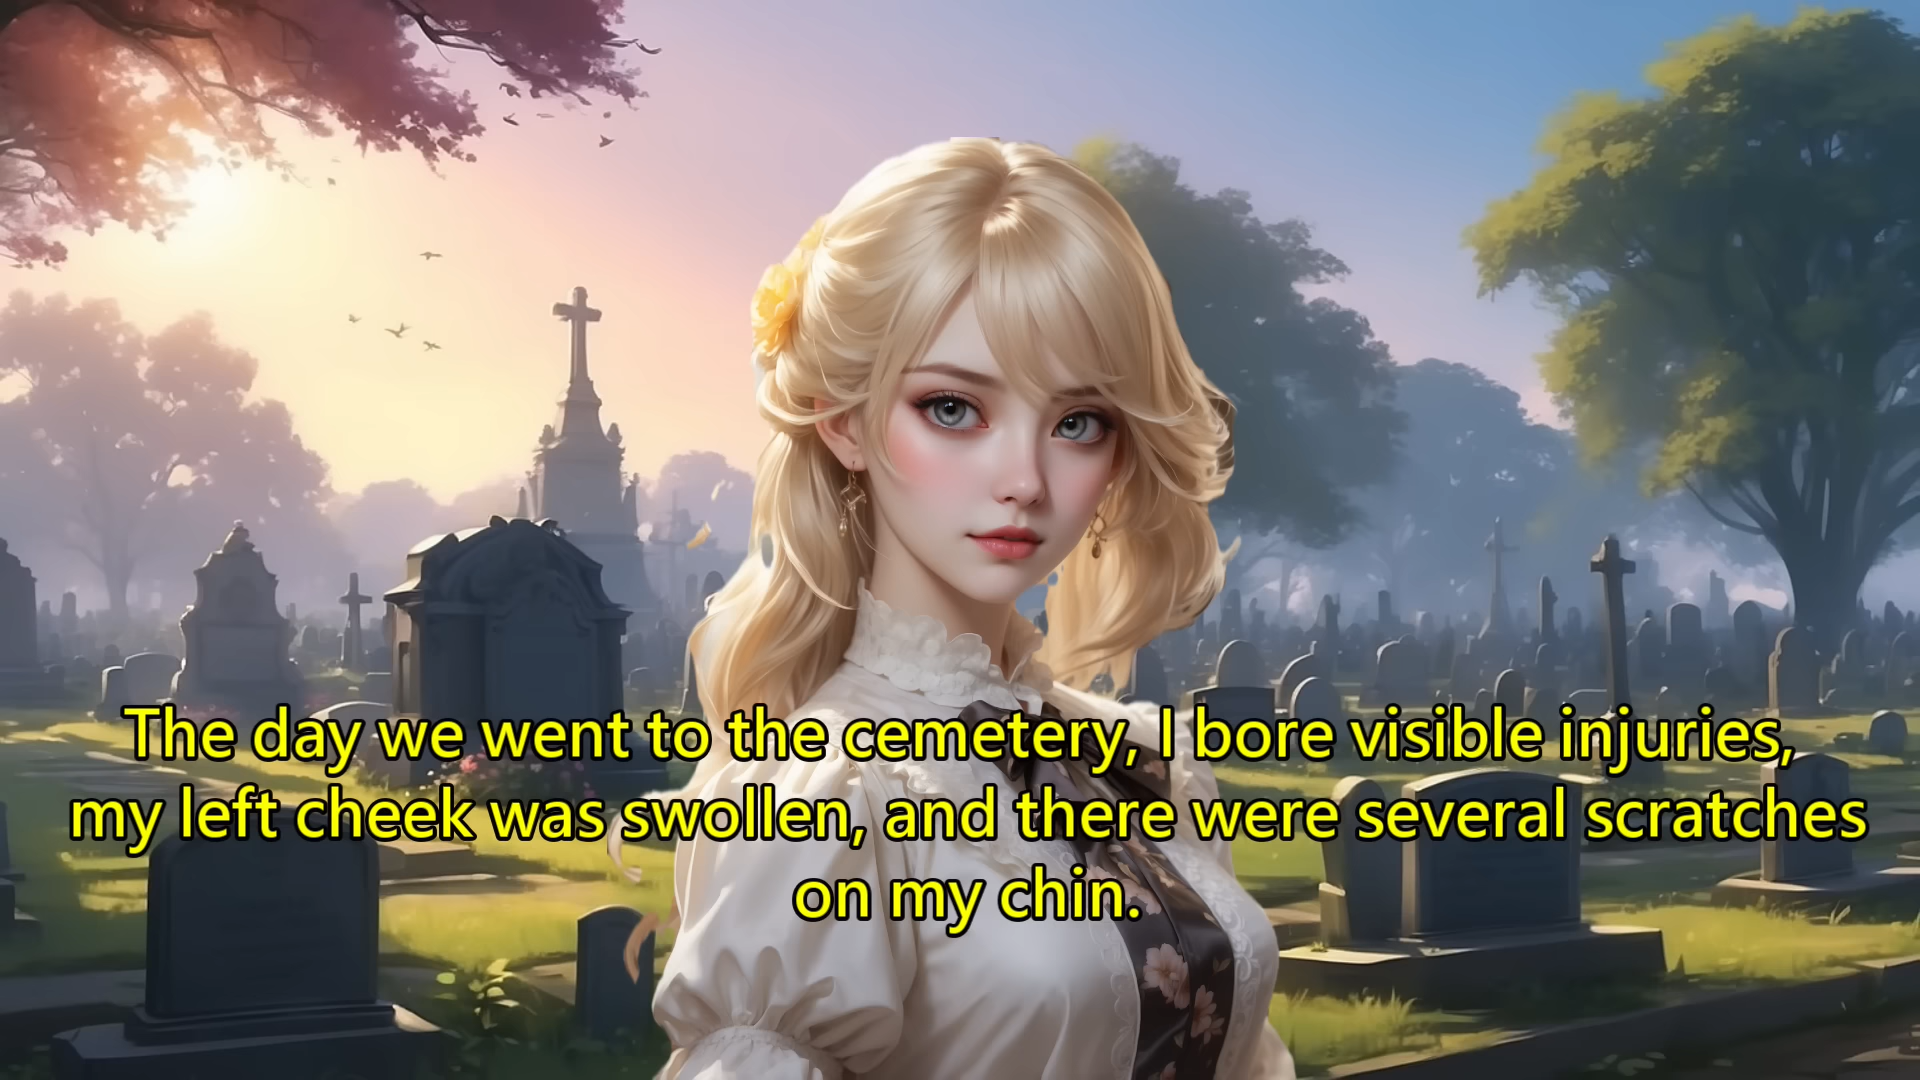 The day we went to the cemetery, I bore visible injuries,
my left cheek was swollen, and there were several scratches
on my chin.